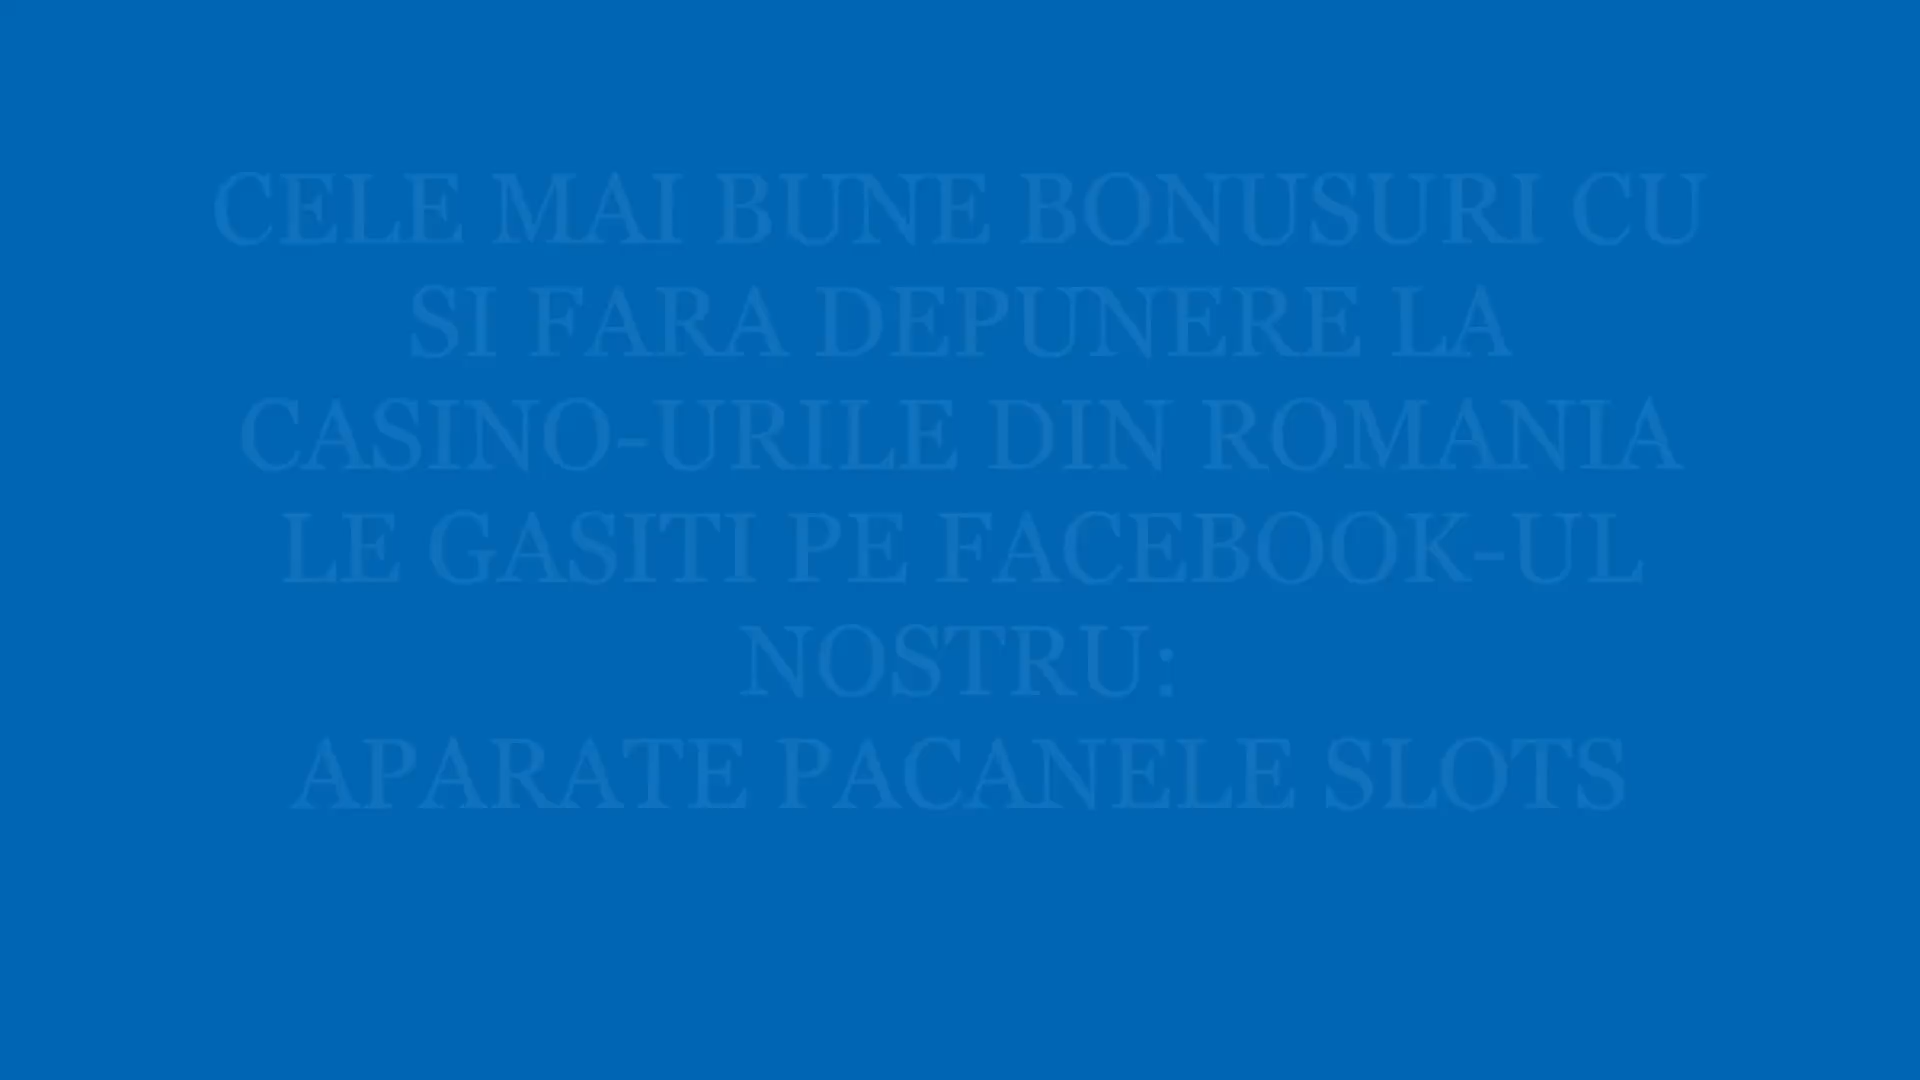 CELE MAI BUNE BONUSURI CU
SI FARA DEPUNERE LA
CASINO-URILE DIN ROMANIA
LE GASITI PE FACEBOOK-UL
NOSTRU:
APARATE PACANELE SLOTS